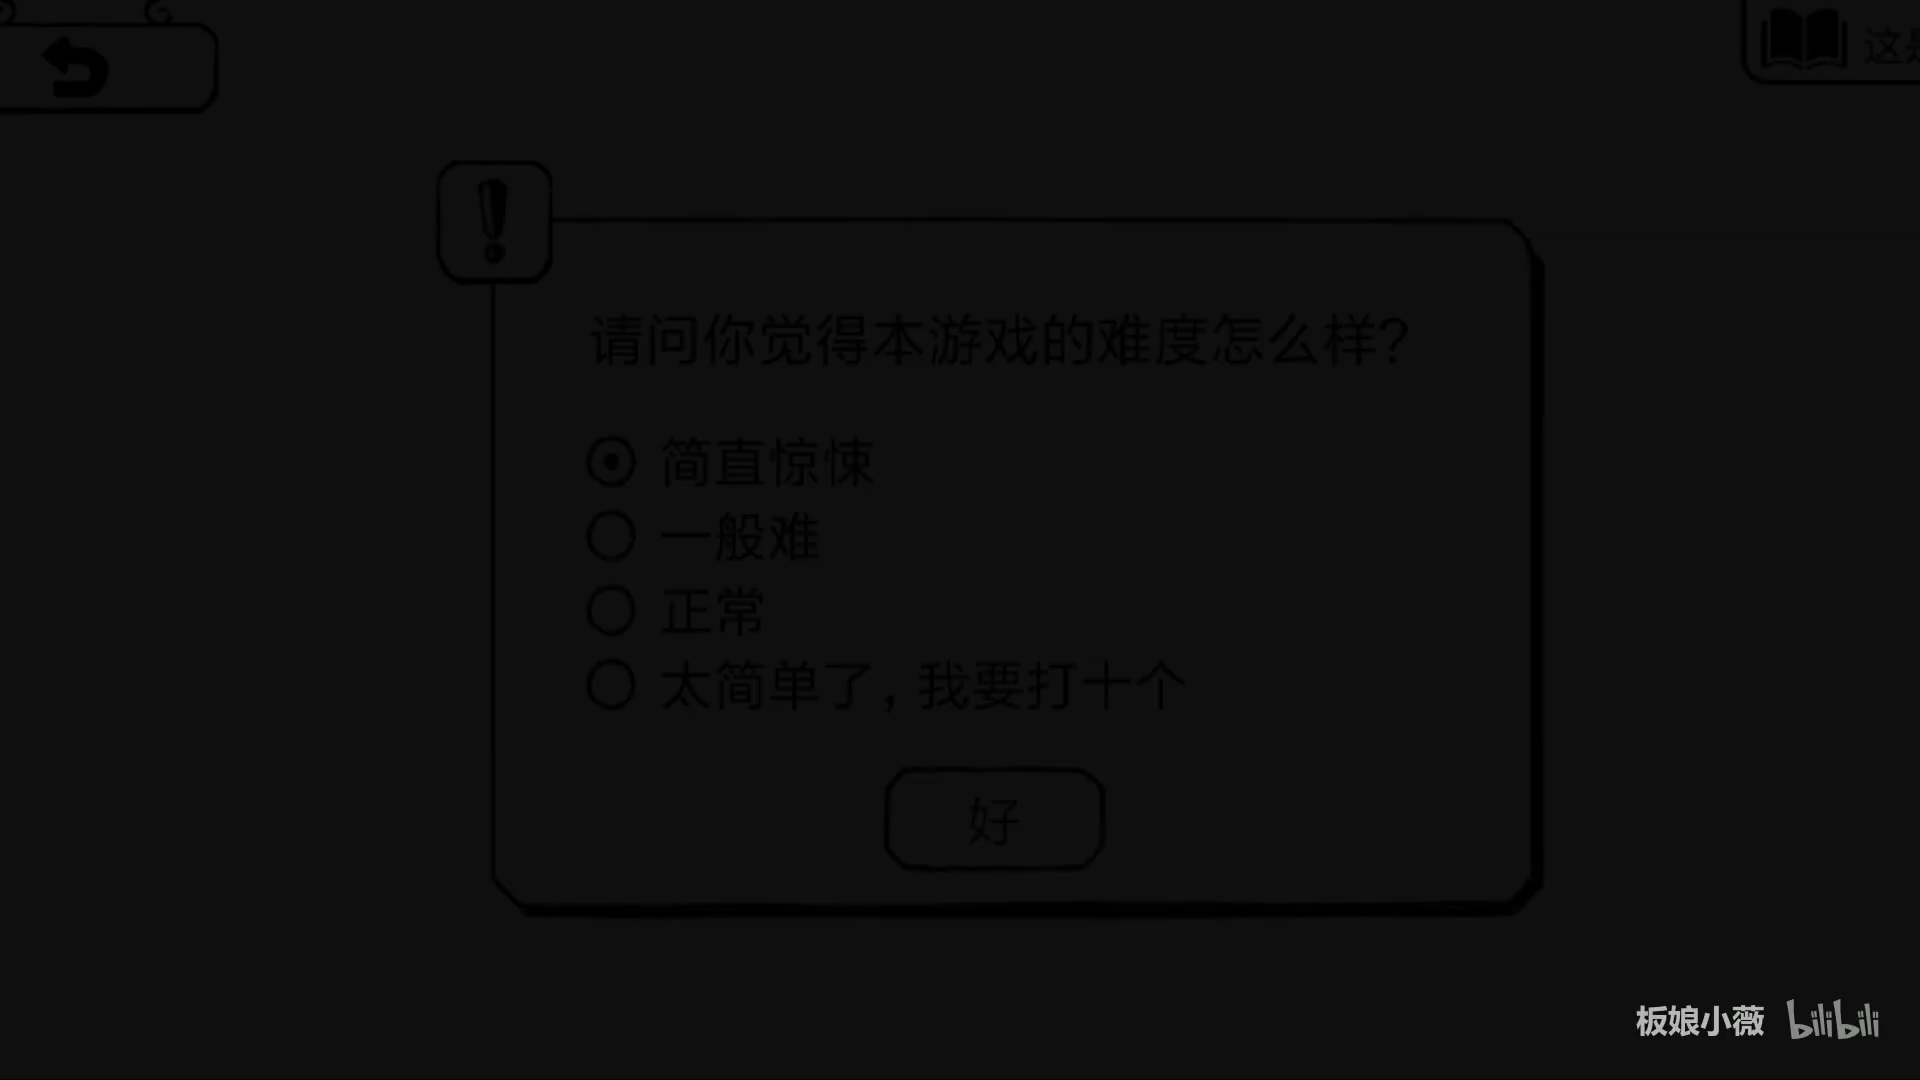 这是
请问你觉得本游戏的难度怎么样?
简直惊悚
一般难
正常
太简单了，我要打十个
好
板娘小薇 bilibili